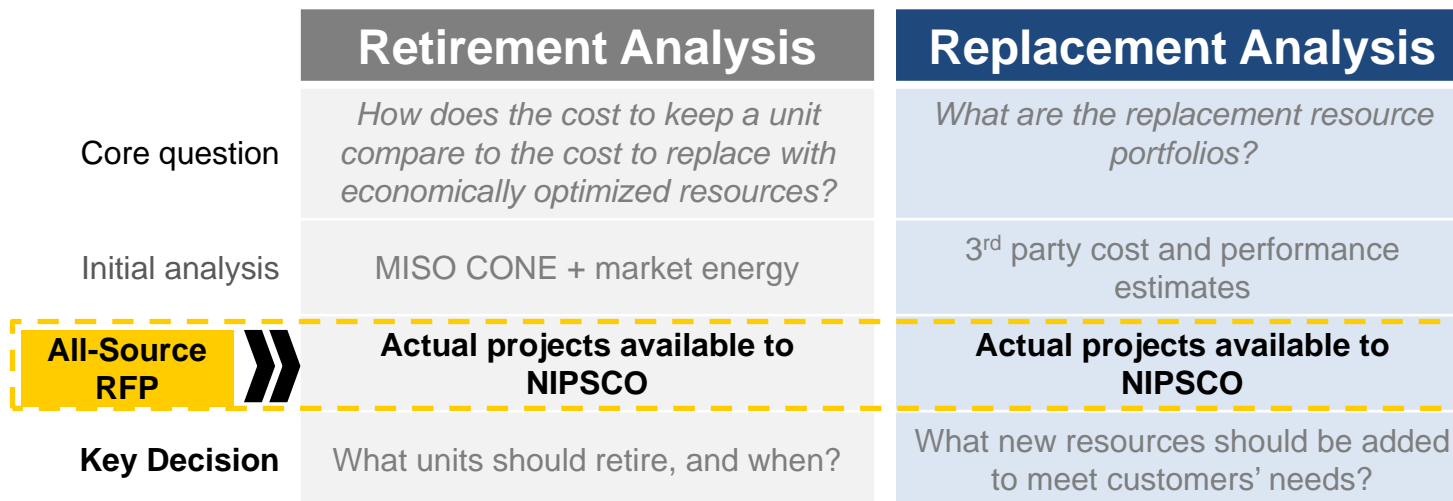 Retirement Analysis
Replacement Analysis
Core question
How does the cost to keep a unit
compare to the cost to replace with
economically optimized resources?
What are the replacement resource
portfolios?
Initial analysis
MISO CONE + market energy
3rd party cost and performance
estimates
All-Source
RFP
Actual projects available to
NIPSCO
Actual projects available to
NIPSCO
Key Decision
What units should retire, and when?
What new resources should be added
to meet customers’ needs?